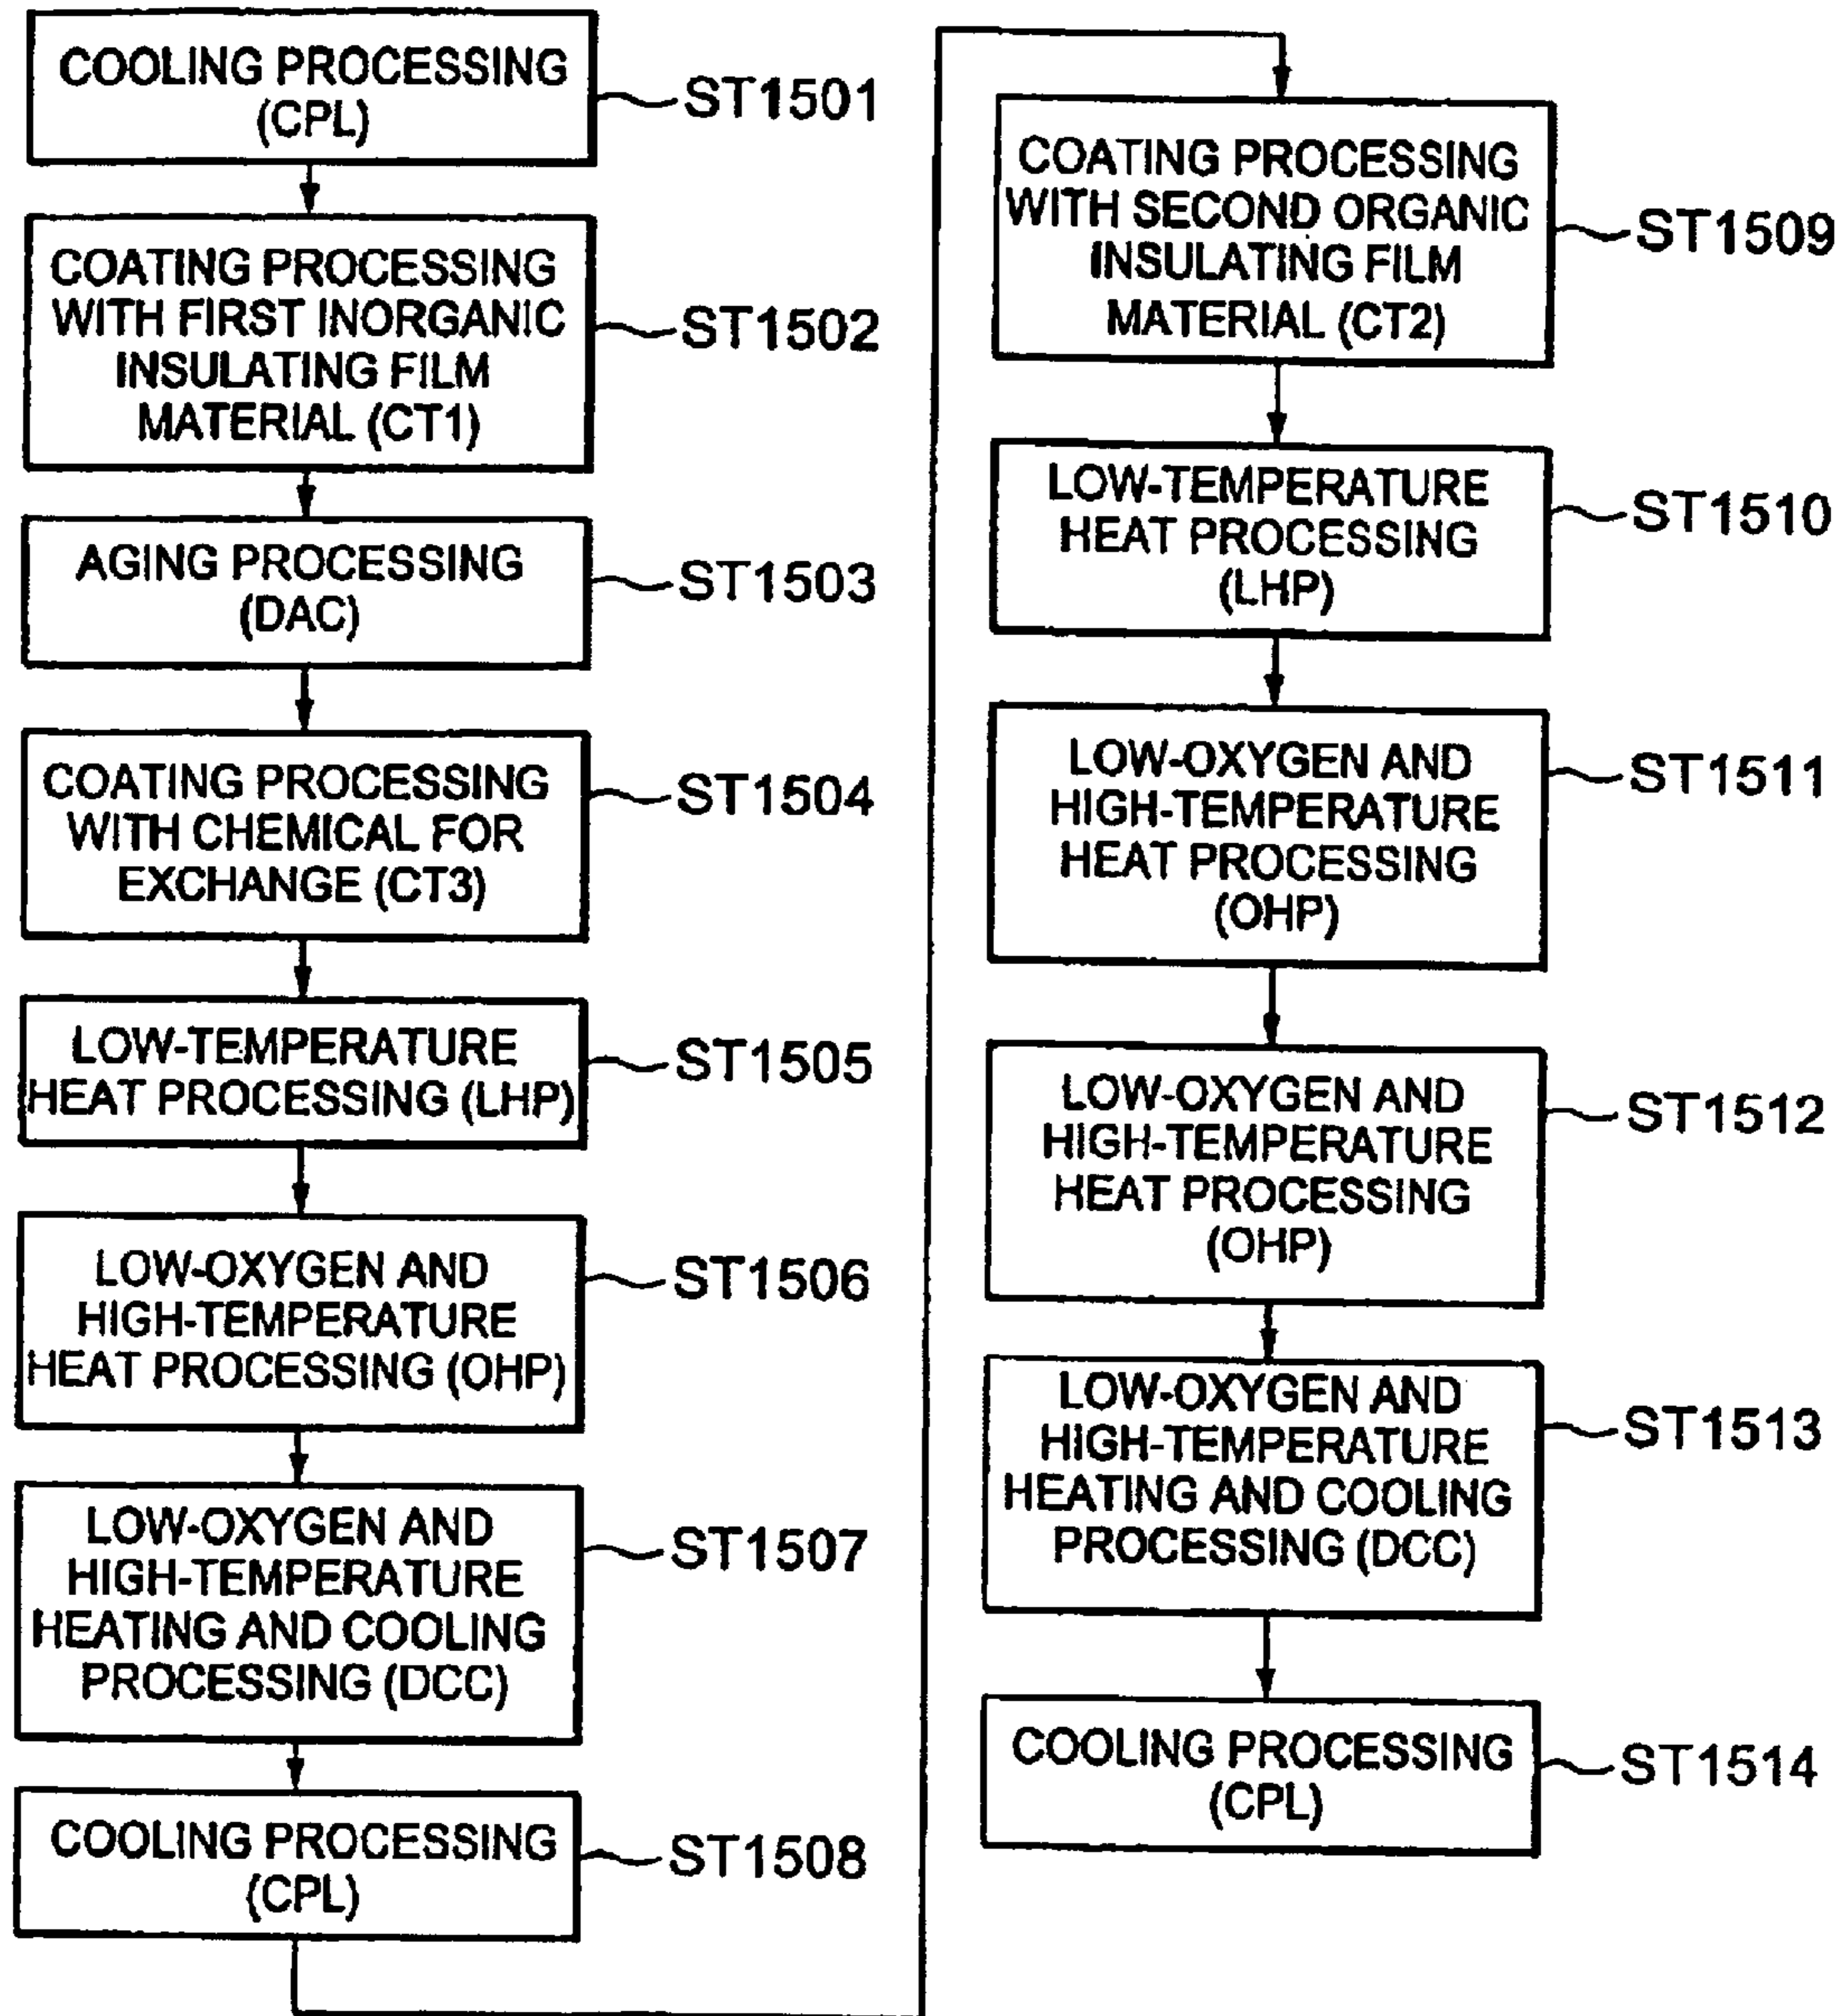 COOLING PROCESSING
(CPL)
ST1501
COATING PROCESSING
WITH FIRST INORGANIC
INSULATING FILM
MATERIAL (CT1)
ST1502
AGING PROCESSING
(DAC)
ST1503
COATING PROCESSING
WITH CHEMICAL FOR
EXCHANGE (CT3)
ST1504
LOW-TEMPERATURE
HEAT PROCESSING (LHP)
ST1505
LOW-OXYGEN AND
HIGH-TEMPERATURE
HEAT PROCESSING (OHP)
ST1506
LOW-OXYGEN AND
HIGH-TEMPERATURE
HEATING AND COOLING
PROCESSING (DCC)
ST1507
COOLING PROCESSING
(CPL)
ST1508
COATING PROCESSING
WITH SECOND ORGANIC
INSULATING FILM
MATERIAL (CT2)
ST1509
LOW-TEMPERATURE
HEAT PROCESSING
(LHP)
ST1510
LOW-OXYGEN AND
HIGH-TEMPERATURE
HEAT PROCESSING
(OHP)
ST1511
LOW-OXYGEN AND
HIGH-TEMPERATURE
HEAT PROCESSING
(OHP)
ST1512
LOW-OXYGEN AND
HIGH-TEMPERATURE
HEATING AND COOLING
PROCESSING (DCC)
ST1513
COOLING PROCESSING
(CPL)
ST1514